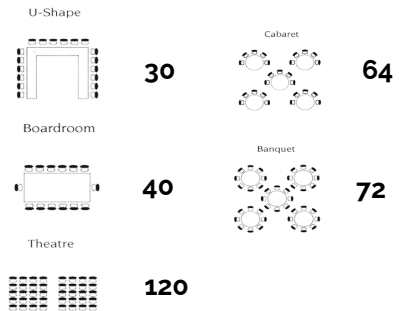 U-Shape
30
Boardroom
40
Theatre
120
Cabaret
64
Banquet
72